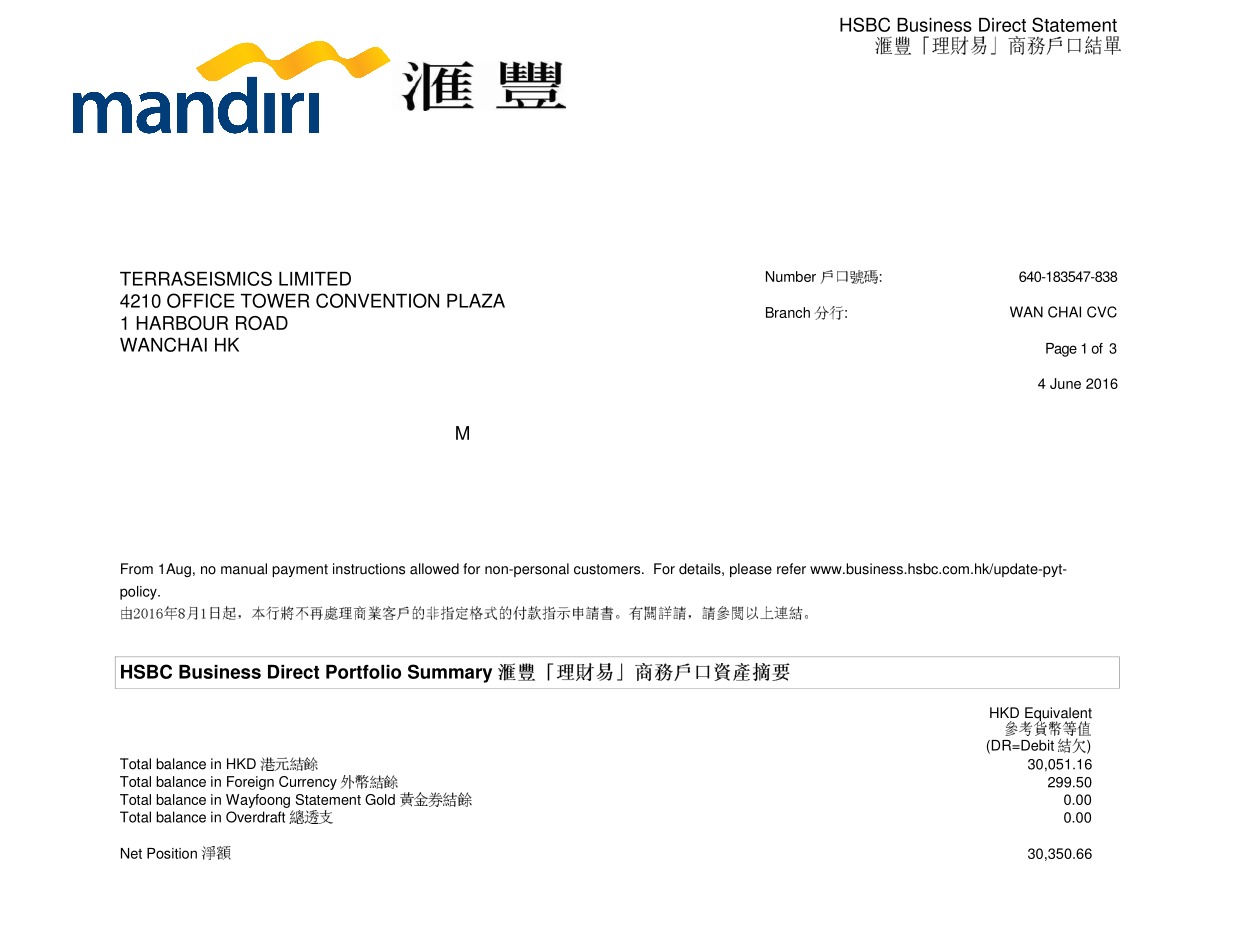 HSBC Business Direct Statement
滙豐「理財易」商務戶口結單
mandiri 滙豐
TERRASEISMICS LIMITED
4210 OFFICE TOWER CONVENTION PLAZA
1 HARBOUR ROAD
WANCHAI HK
Number 戶口號碼: 640-183547-838
Branch 分行: WAN CHAI CVC
Page 1 of 3
4 June 2016
M
From 1Aug, no manual payment instructions allowed for non-personal customers. For details, please refer www.business.hsbc.com.hk/update-pyt-
policy.
由2016年8月1日起，本行將不再處理商業客戶的非指定格式的付款指示申請書。有關詳請，請參閱以上連結。
HSBC Business Direct Portfolio Summary 滙豐「理財易」商務戶口資產摘要
HKD Equivalent
參考貨幣等值
(DR=Debit 結欠)
Total balance in HKD 港元結餘 30,051.16
Total balance in Foreign Currency 外幣結餘 299.50
Total balance in Wayfoong Statement Gold 黃金券結餘 0.00
Total balance in Overdraft 總透支 0.00
Net Position 淨額 30,350.66